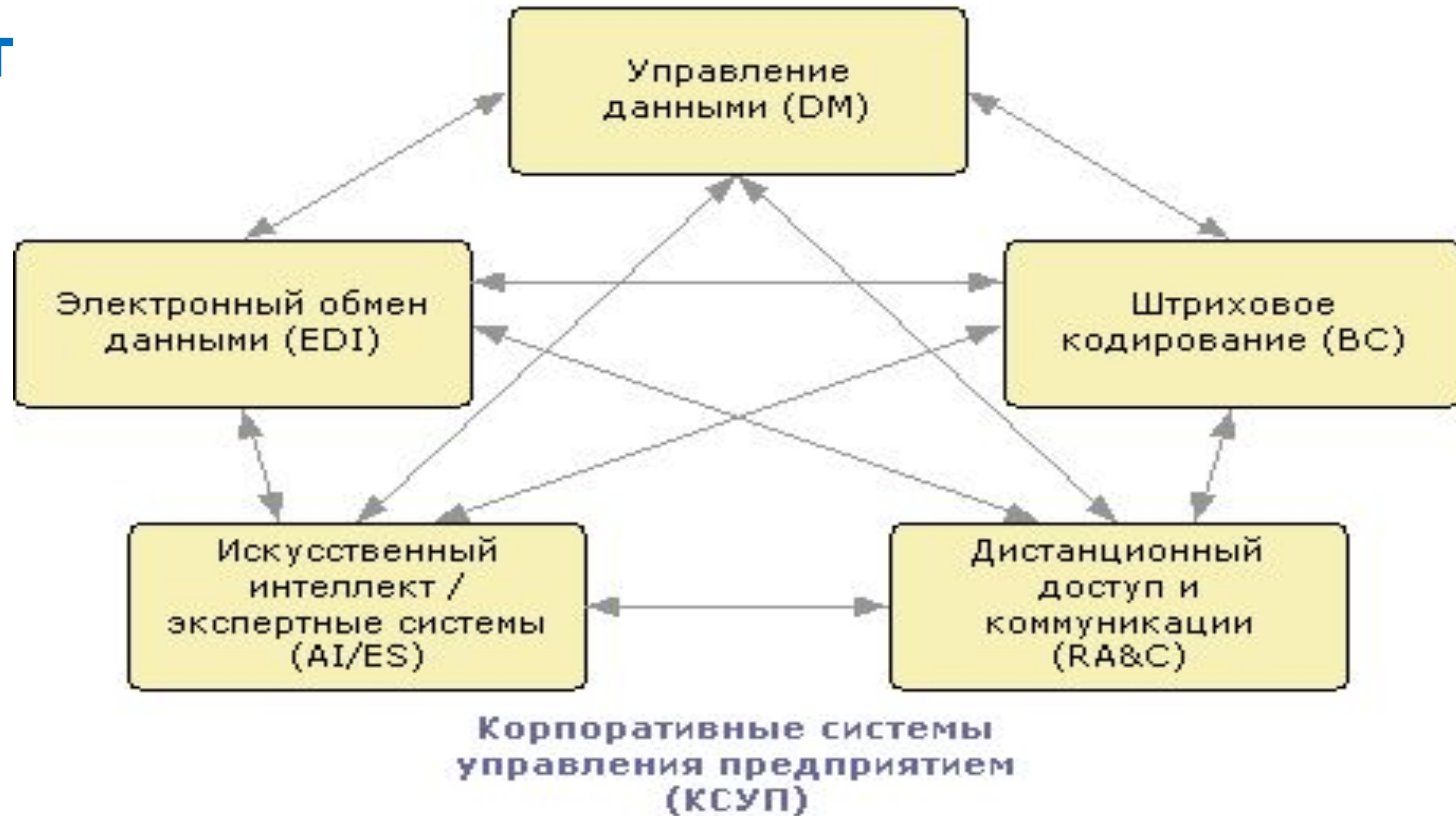 Т
Управление
данными (DM)
Электронный обмен
данными (EDI)
Штриховое
кодирование (BC)
Искусственный
интеллект /
экспертные системы
(AI/ES)
Дистанционный
доступ и
коммуникации
(RA&C)
Корпоративные системы
управления предприятием
(КСУП)